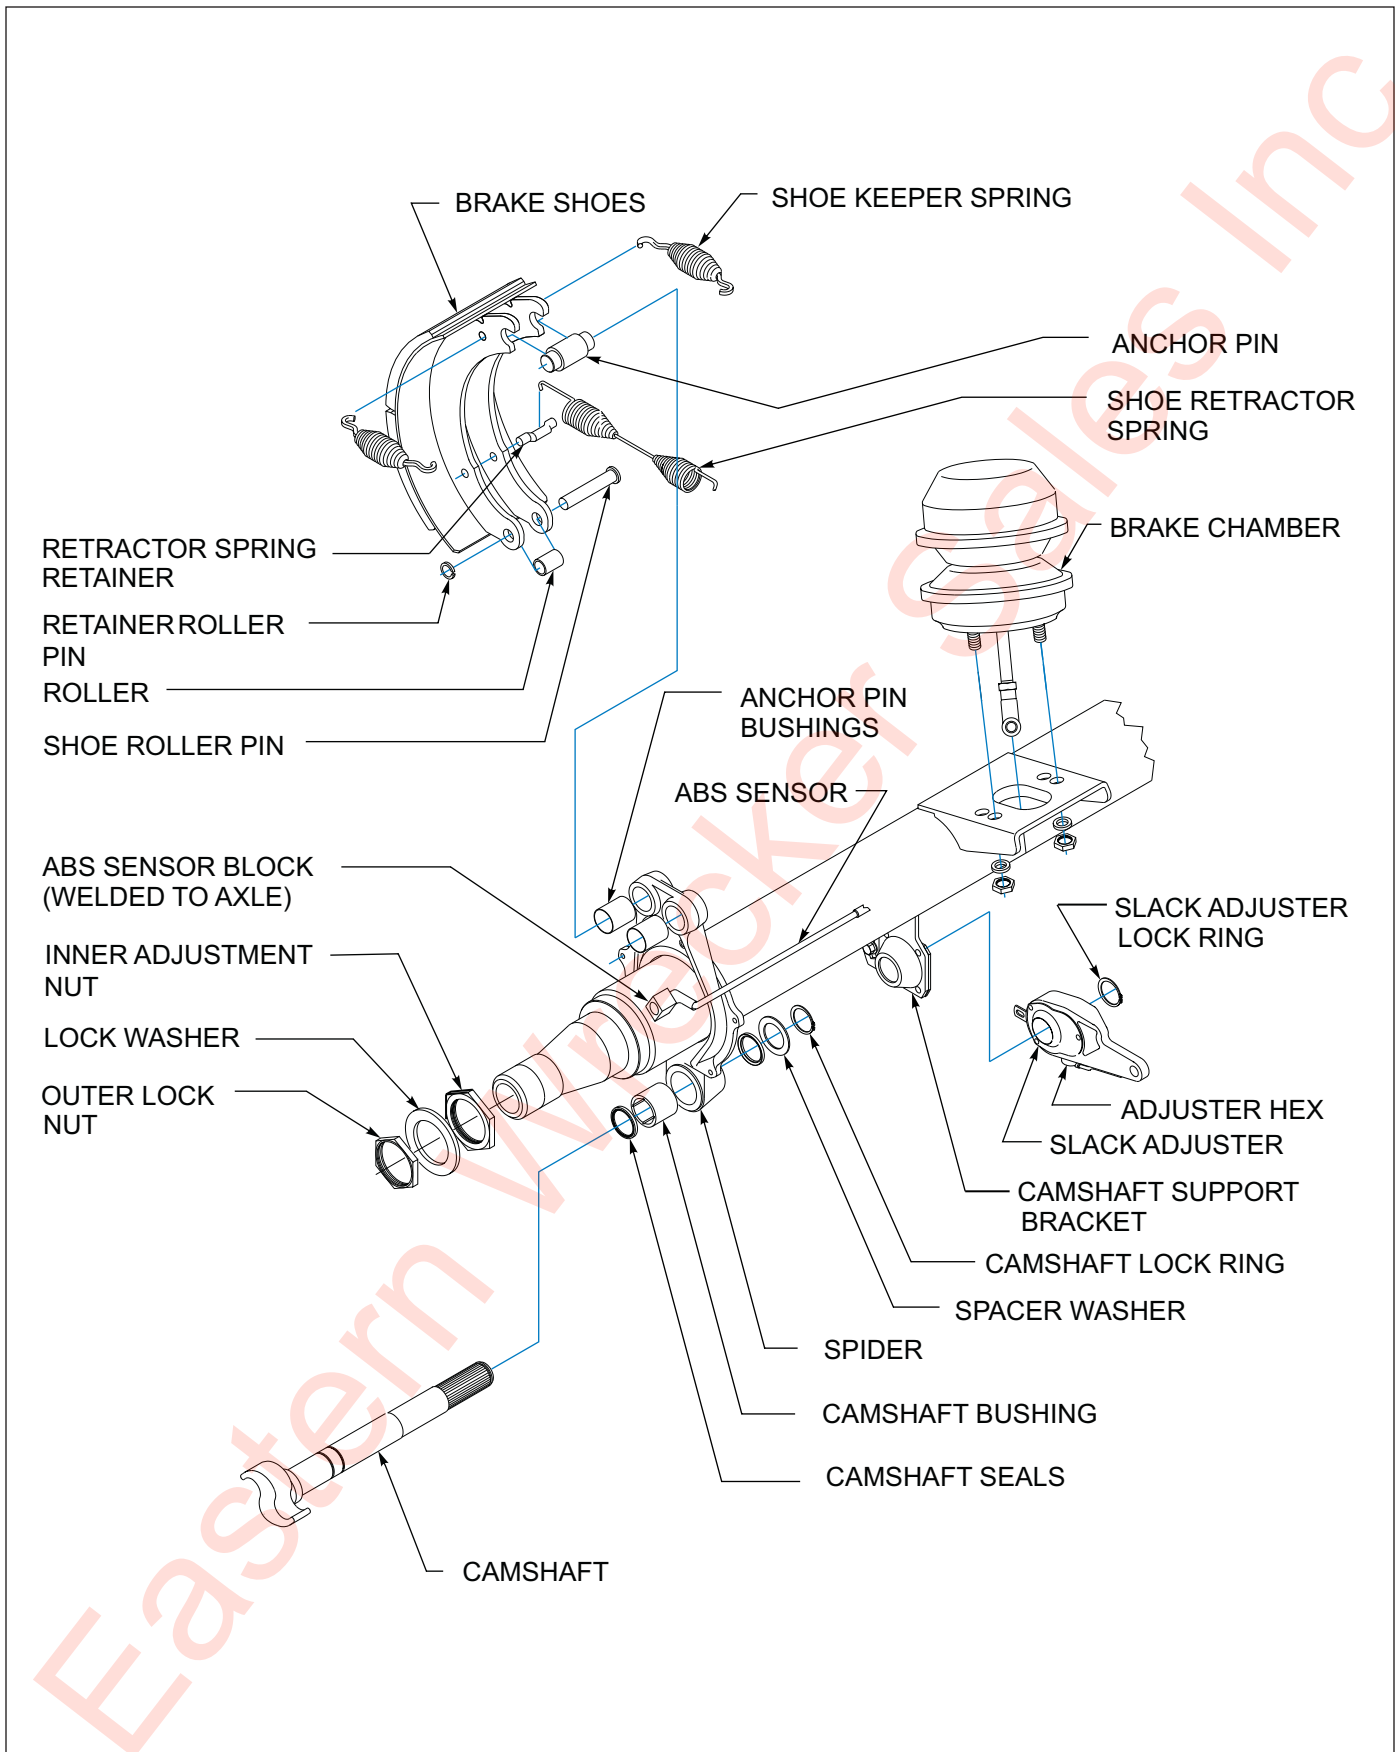 BRAKE SHOES
SHOE KEEPER SPRING
ANCHOR PIN
SHOE RETRACTOR
SPRING
BRAKE CHAMBER
RETRACTOR SPRING
RETAINER
RETAINER ROLLER
PIN
ROLLER
SHOE ROLLER PIN
ANCHOR PIN
BUSHINGS
ABS SENSOR
ABS SENSOR BLOCK
(WELDED TO AXLE)
INNER ADJUSTMENT
NUT
LOCK WASHER
OUTER LOCK
NUT
SLACK ADJUSTER
LOCK RING
ADJUSTER HEX
SLACK ADJUSTER
CAMSHAFT SUPPORT
BRACKET
CAMSHAFT LOCK RING
SPACER WASHER
SPIDER
CAMSHAFT BUSHING
CAMSHAFT SEALS
CAMSHAFT
Eastern Wrecker Sales Inc